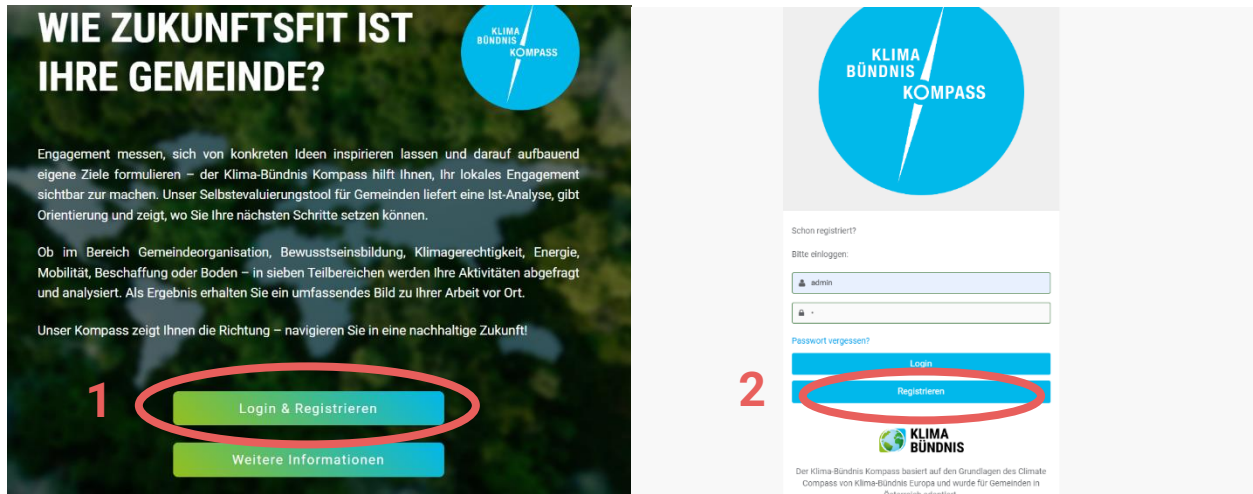 WIE ZUKUNFTSFIT IST
IHRE GEMEINDE?
KLIMA
BÜNDNIS
KOMPASS
Engagement messen, sich von konkreten Ideen inspirieren lassen und darauf aufbauend
eigene Ziele formulieren – der Klima-Bündnis Kompass hilft Ihnen, Ihr lokales Engagement
sichtbar zur machen. Unser Selbstevaluierungstool für Gemeinden liefert eine Ist-Analyse, gibt
Orientierung und zeigt, wo Sie Ihre nächsten Schritte setzen können.
Ob im Bereich Gemeindeorganisation, Bewusstseinsbildung, Klimagerechtigkeit, Energie,
Mobilität, Beschaffung oder Boden – in sieben Teilbereichen werden Ihre Aktivitäten abgefragt
und analysiert. Als Ergebnis erhalten Sie ein umfassendes Bild zu Ihrer Arbeit vor Ort.
Unser Kompass zeigt Ihnen die Richtung – navigieren Sie in eine nachhaltige Zukunft!
1
Login & Registrieren
Weitere Informationen
KLIMA
BÜNDNIS
KOMPASS
Schon registriert?
Bitte einloggen:
admin
Passwort vergessen?
Login
2
Registrieren
KLIMA
BÜNDNIS
Der Klima-Bündnis Kompass basiert auf den Grundlagen des Climate
Compass von Klima-Bündnis Europa und wurde für Gemeinden in